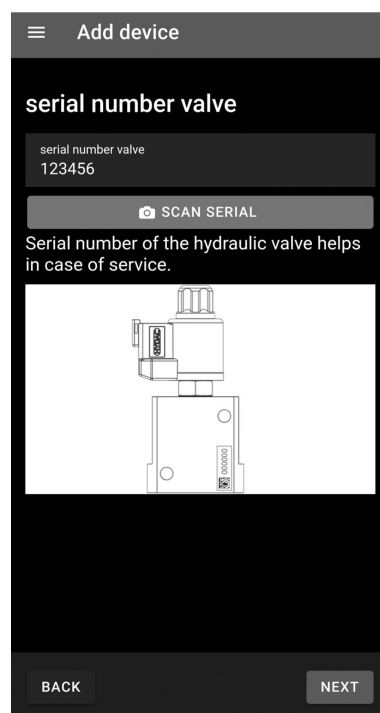 Add device
serial number valve
serial number valve
123456
SCAN SERIAL
Serial number of the hydraulic valve helps
in case of service.
HYDAC
000000
BACK
NEXT